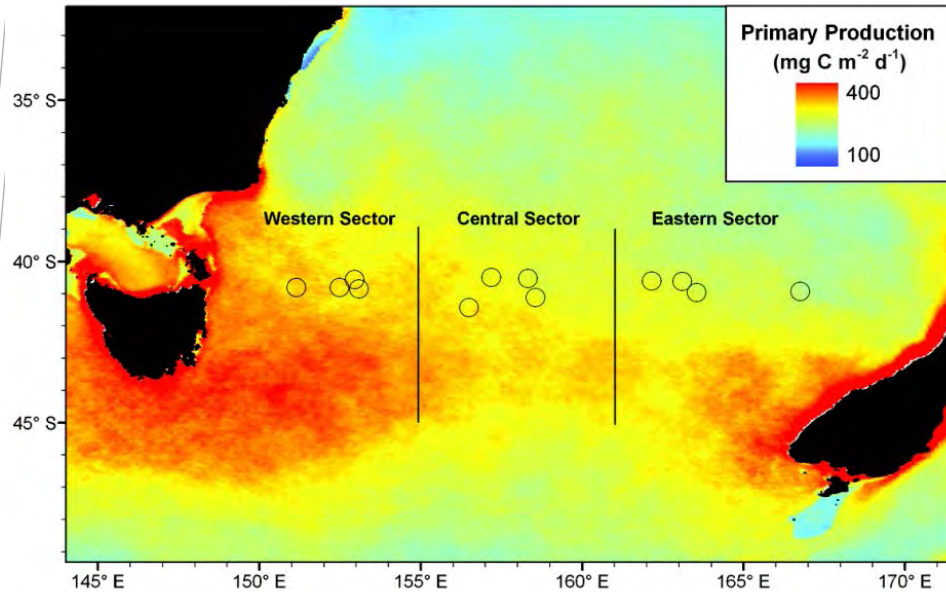 Primary Production
(mg C m⁻² d⁻¹)
400
100
35° S
Western Sector
Central Sector
Eastern Sector
40° S
45° S
145° E
150° E
155° E
160° E
165° E
170° E